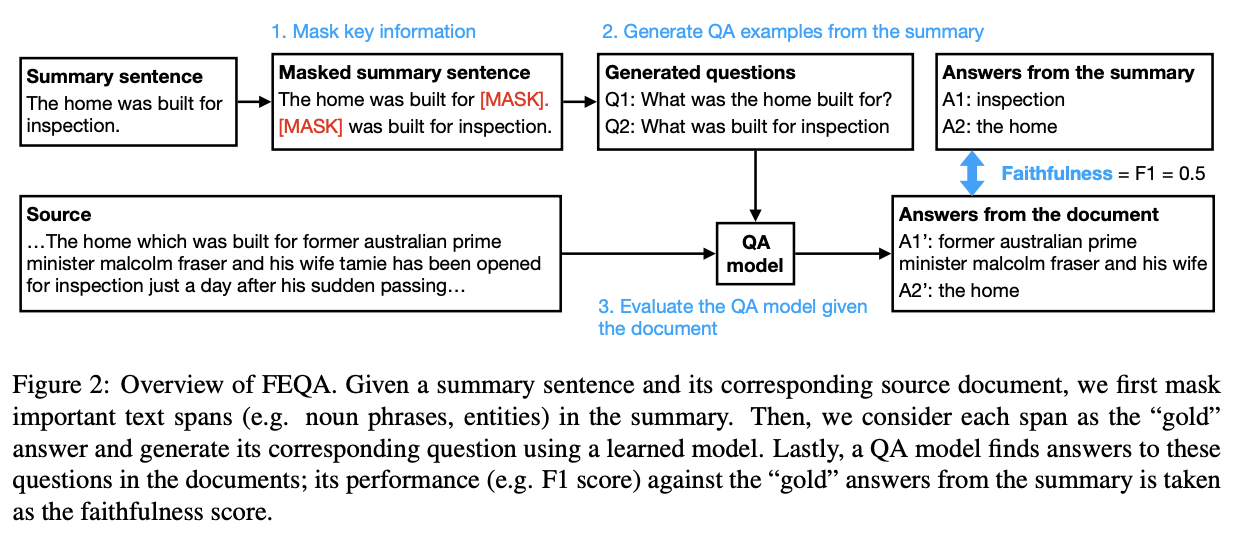 1. Mask key information
2. Generate QA examples from the summary
Summary sentence
The home was built for
inspection.
Masked summary sentence
The home was built for [MASK].
[MASK] was built for inspection.
Generated questions
Q1: What was the home built for?
Q2: What was built for inspection
Answers from the summary
A1: inspection
A2: the home
Faithfulness = F1 = 0.5
Source
…The home which was built for former australian prime
minister malcolm fraser and his wife tamie has been opened
for inspection just a day after his sudden passing…
QA
model
Answers from the document
A1’: former australian prime
minister malcolm fraser and his wife
A2’: the home
3. Evaluate the QA model given
the document
Figure 2: Overview of FEQA. Given a summary sentence and its corresponding source document, we first mask
important text spans (e.g. noun phrases, entities) in the summary. Then, we consider each span as the “gold”
answer and generate its corresponding question using a learned model. Lastly, a QA model finds answers to these
questions in the documents; its performance (e.g. F1 score) against the “gold” answers from the summary is taken
as the faithfulness score.